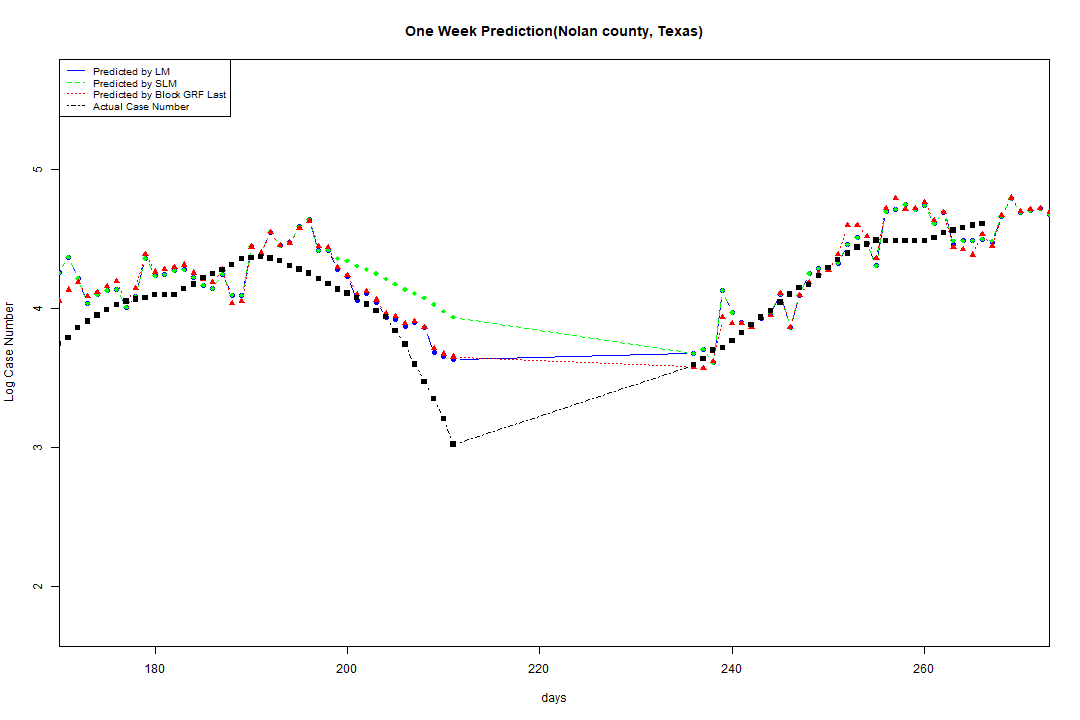 One Week Prediction(Nolan county, Texas)
Predicted by LM
Predicted by SLM
Predicted by Block GRF Last
Actual Case Number
5
4
3
2
Log Case Number
180 200 220 240 260
days